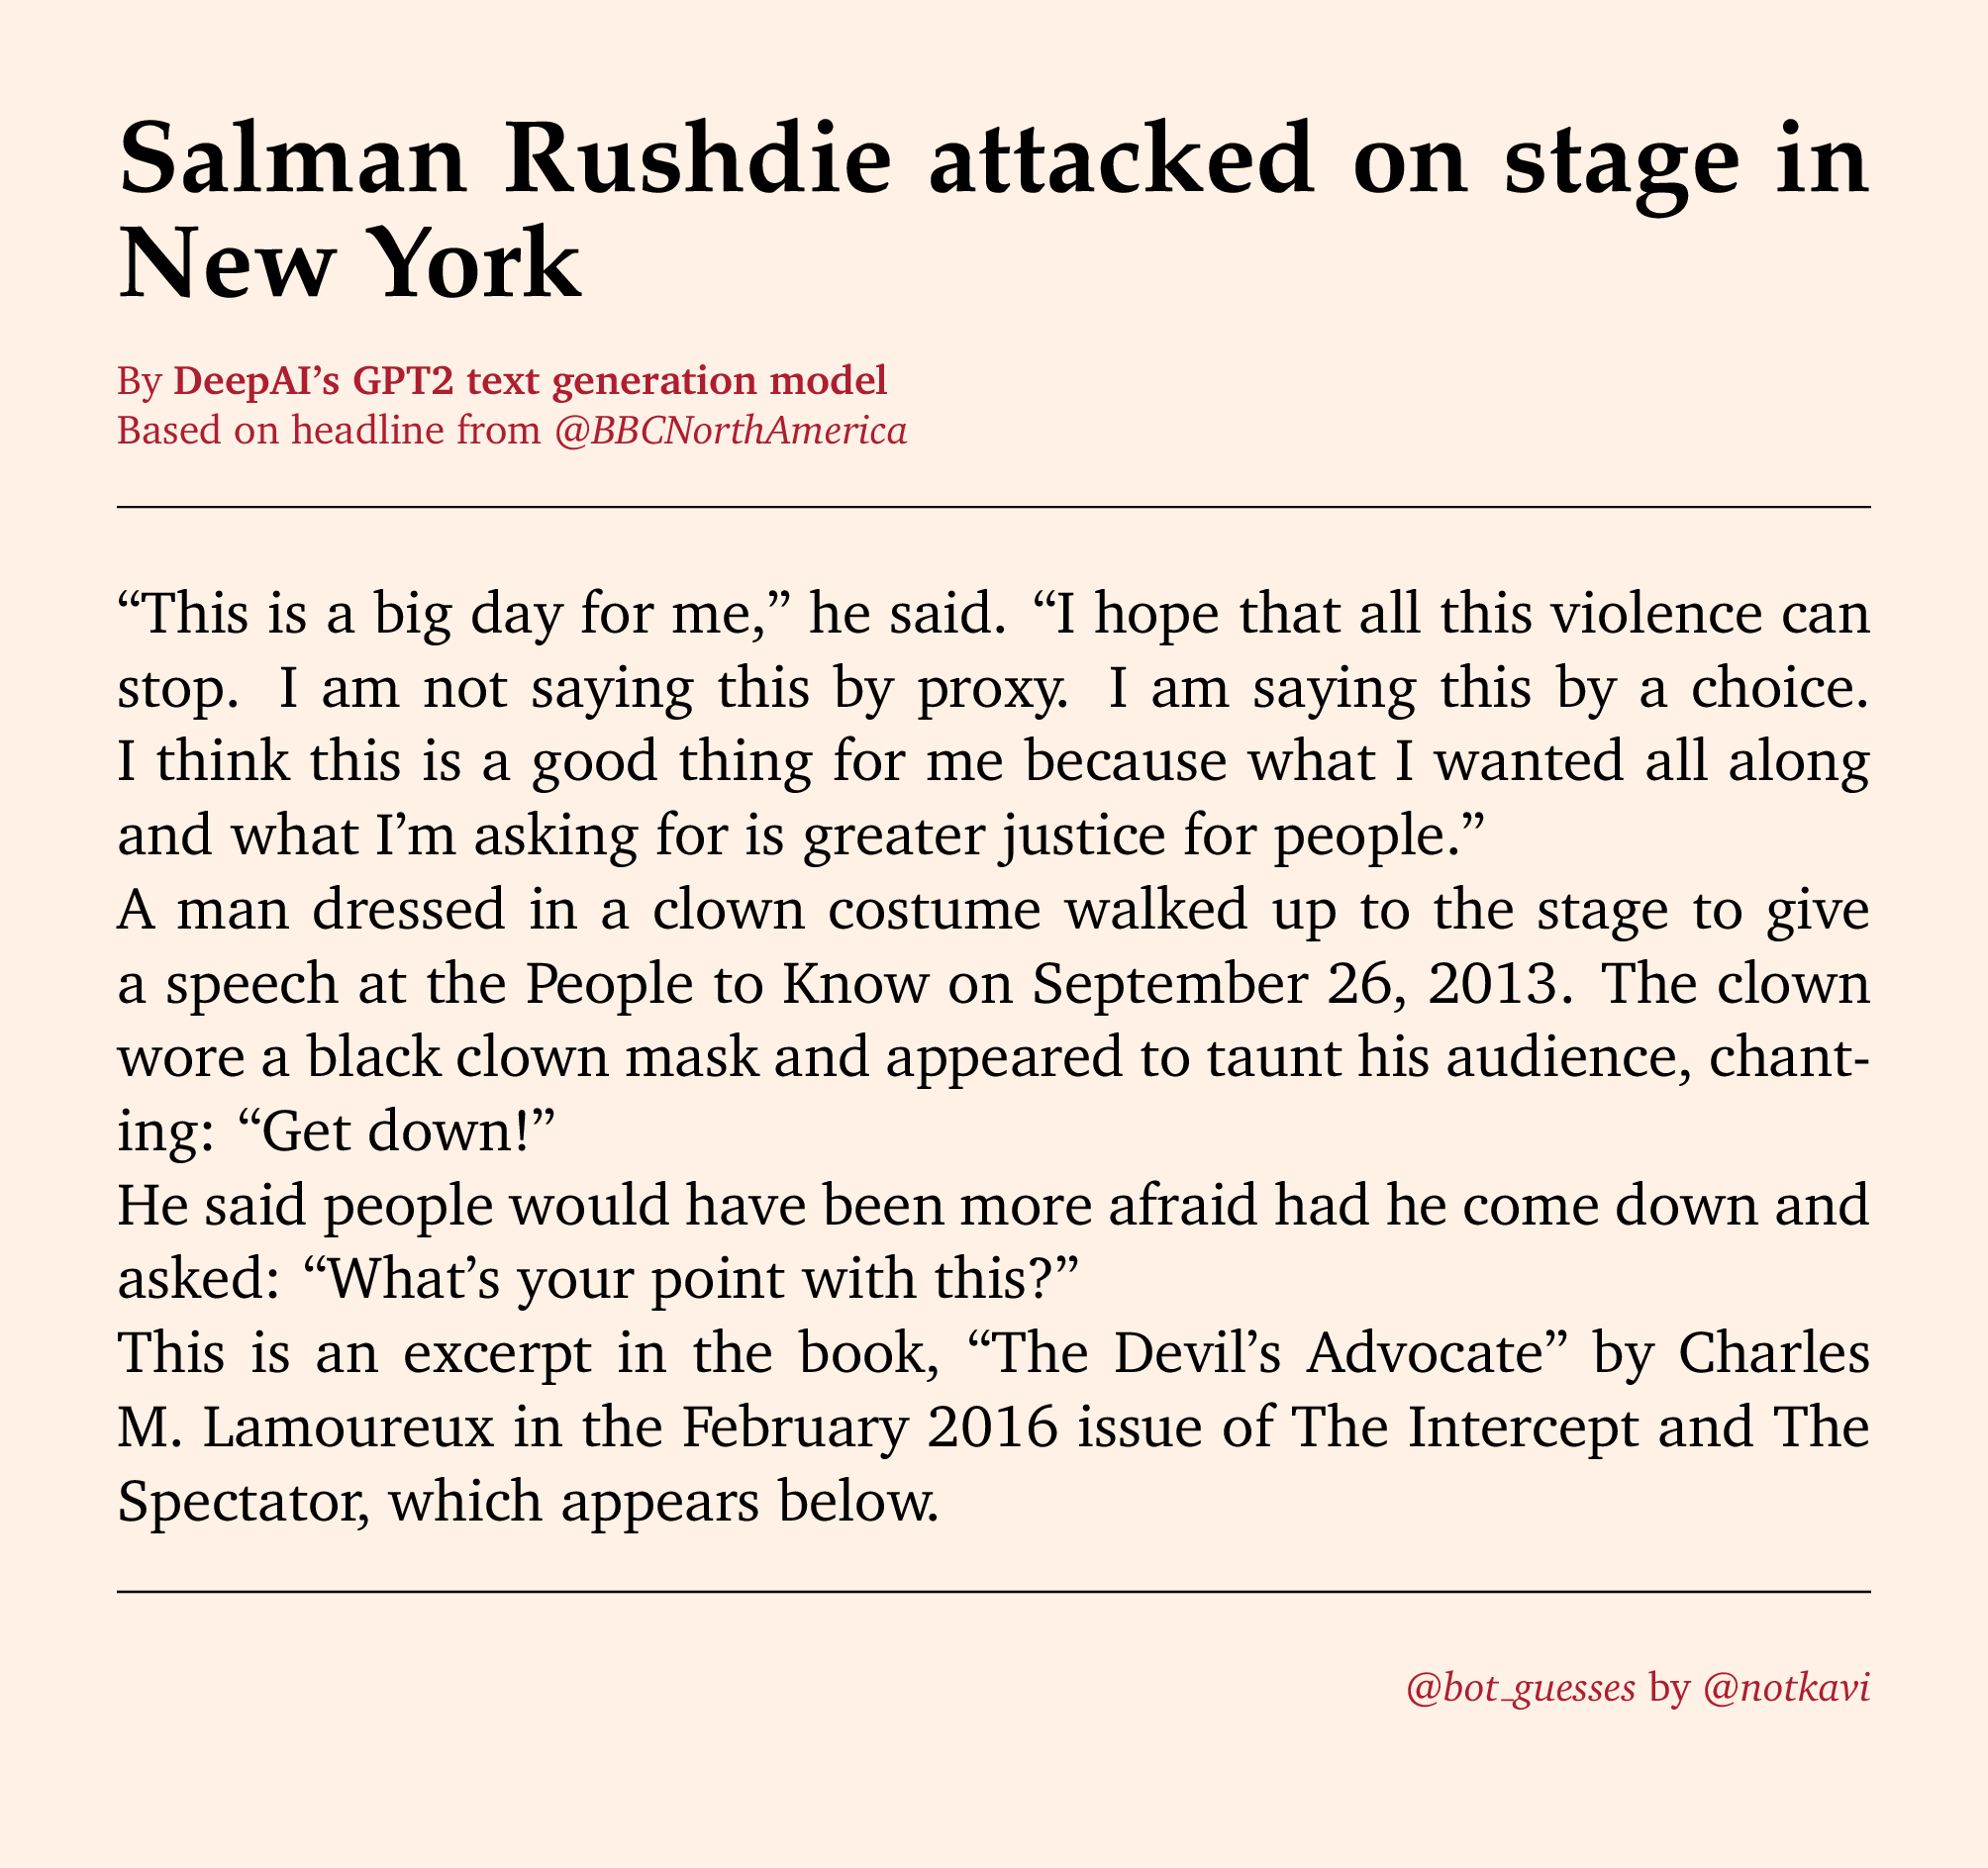 Salman Rushdie attacked on stage in
New York
By DeepAI’s GPT2 text generation model
Based on headline from @BBCNorthAmerica
“This is a big day for me,” he said. “I hope that all this violence can
stop. I am not saying this by proxy. I am saying this by a choice.
I think this is a good thing for me because what I wanted all along
and what I’m asking for is greater justice for people.”
A man dressed in a clown costume walked up to the stage to give
a speech at the People to Know on September 26, 2013. The clown
wore a black clown mask and appeared to taunt his audience, chant-
ing: “Get down!”
He said people would have been more afraid had he come down and
asked: “What’s your point with this?”
This is an excerpt in the book, “The Devil’s Advocate” by Charles
M. Lamoureux in the February 2016 issue of The Intercept and The
Spectator, which appears below.
@bot_guesses by @notkavi